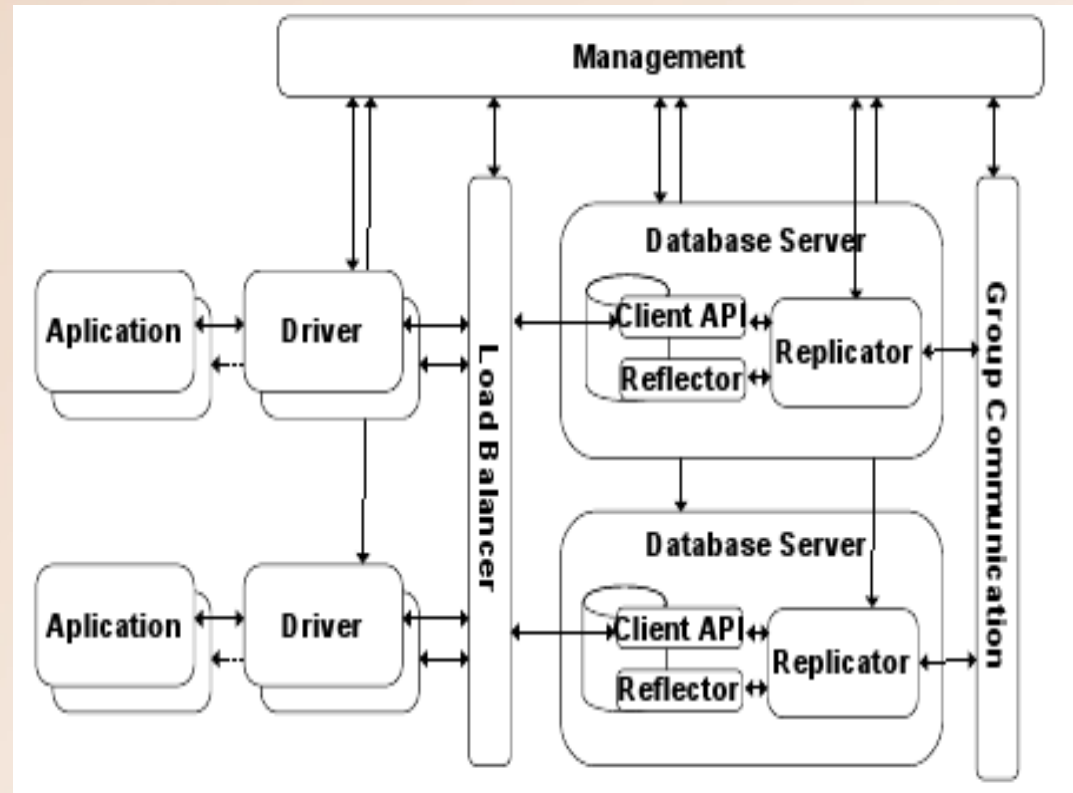 Management
Database Server
Aplication
Driver
Load Balancer
Client API
Reflector
Replicator
Group Communication
Database Server
Aplication
Driver
Client API
Reflector
Replicator